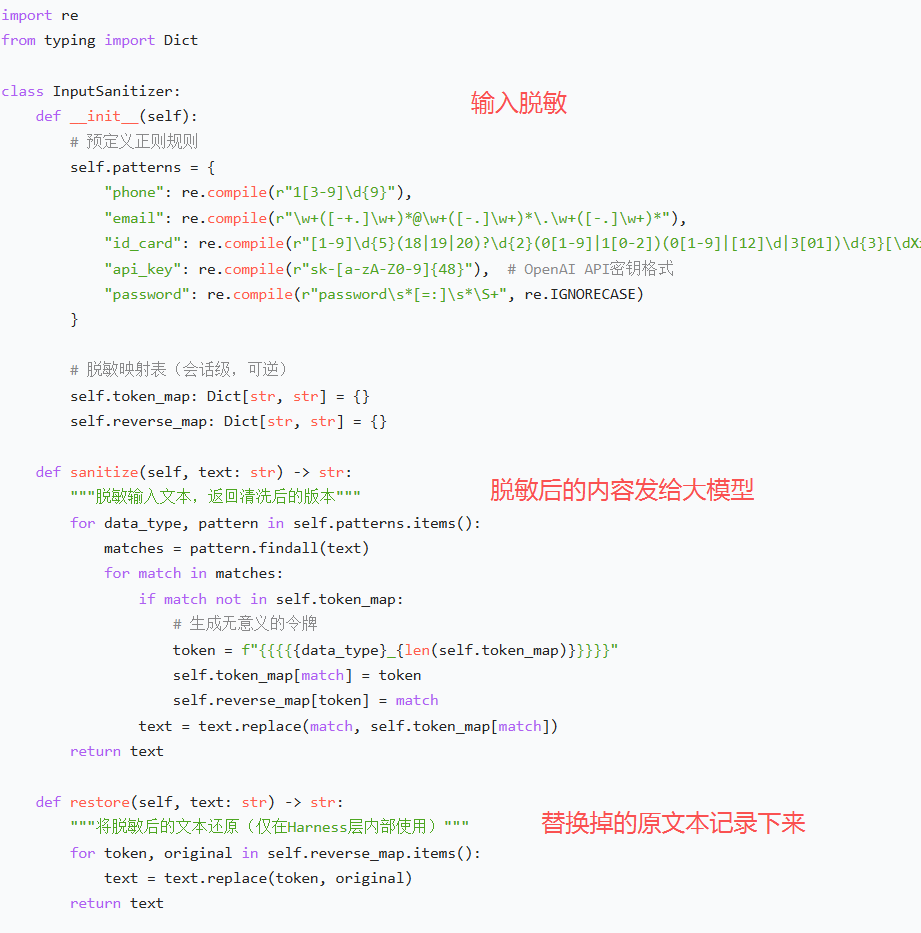 import re
from typing import Dict
class InputSanitizer:
输入脱敏
    def __init__(self):
        # 预定义正则规则
        self.patterns = {
            "phone": re.compile(r"1[3-9]\d{9}"),
            "email": re.compile(r"\w+([-+.]\w+)*@\w+([-.]\w+)*\.\w+([-.]\w+)*"),
            "id_card": re.compile(r"[1-9]\d{5}(18|19|20)?\d{2}(0[1-9]|1[0-2])(0[1-9]|[12]\d|3[01])\d{3}[\dX
            "api_key": re.compile(r"sk-[a-zA-Z0-9]{48}"),  # OpenAI API密钥格式
            "password": re.compile(r"password\s*[=:]\s*\S+", re.IGNORECASE)
        }
        # 脱敏映射表（会话级，可逆）
        self.token_map: Dict[str, str] = {}
        self.reverse_map: Dict[str, str] = {}
    def sanitize(self, text: str) -> str:
        """脱敏输入文本，返回清洗后的版本"""
脱敏后的内容发给大模型
        for data_type, pattern in self.patterns.items():
            matches = pattern.findall(text)
            for match in matches:
                if match not in self.token_map:
                    # 生成无意义的令牌
                    token = f"{{{{{data_type}_{len(self.token_map)}}}}}"
                    self.token_map[match] = token
                    self.reverse_map[token] = match
                text = text.replace(match, self.token_map[match])
        return text
    def restore(self, text: str) -> str:
        """将脱敏后的文本还原（仅在Harness层内部使用）"""
替换掉的原文本记录下来
        for token, original in self.reverse_map.items():
            text = text.replace(token, original)
        return text